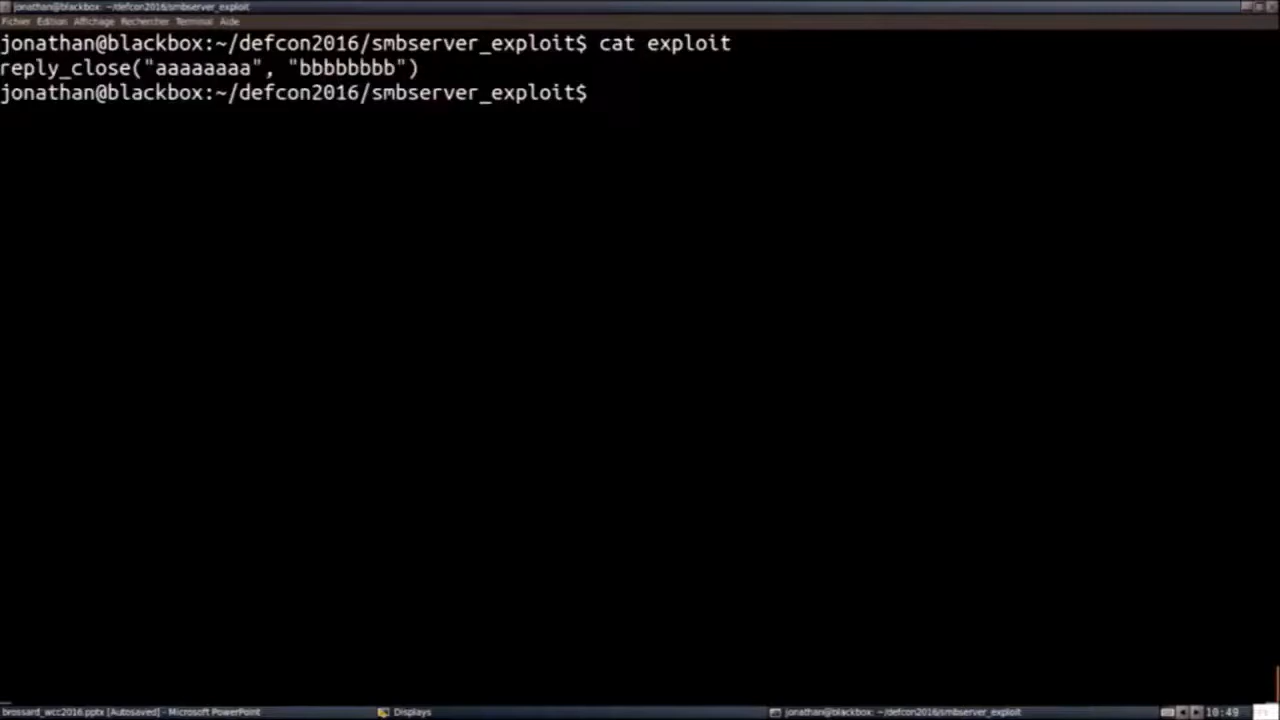 jonathan@blackbox: ~/defcon2016/smbserver_exploit
Fichier Edition Affichage Rechercher Terminal Aide
jonathan@blackbox:~/defcon2016/smbserver_exploit$ cat exploit
reply_close("aaaaaaaa", "bbbbbbbb")
jonathan@blackbox:~/defcon2016/smbserver_exploit$
brossard_wcc2016.pptx [Autosaved] - Microsoft PowerPoint
Displays
jonathan@blackbox: ~/defcon2016/smbserver_exploit
10:49